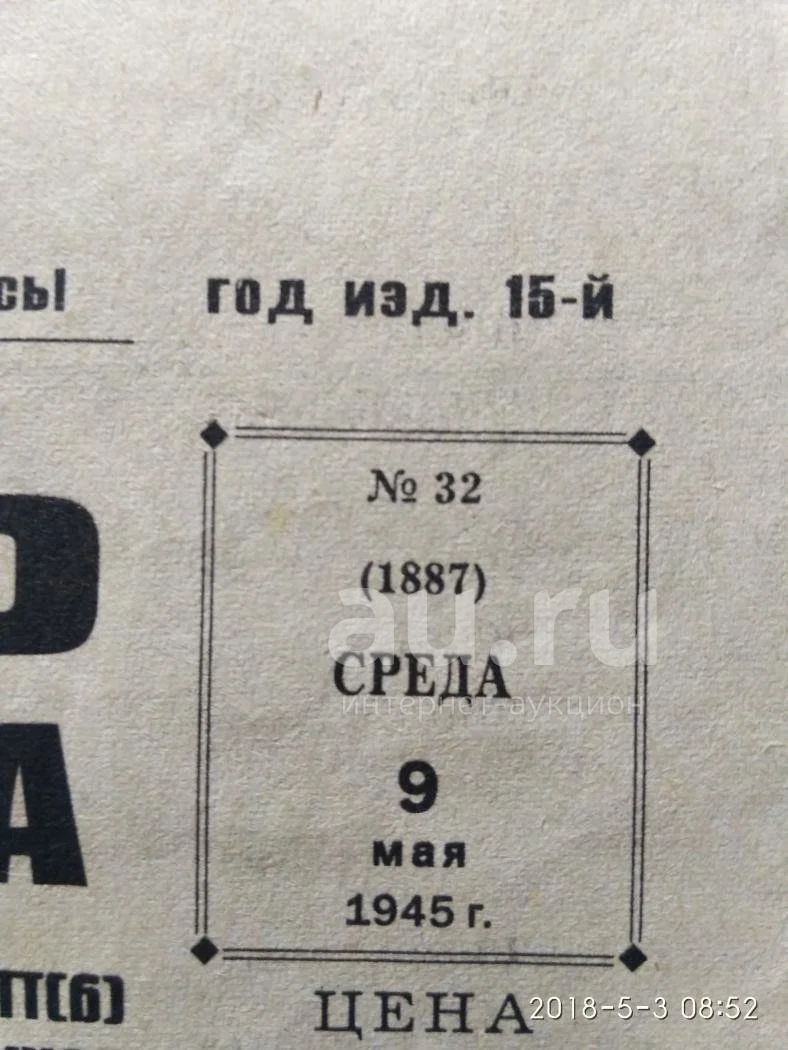 сь! год изд. 15-й
№ 32
(1887)
au.ru
СРЕДА
интернет-аукцион
9
мая
1945 г.
А
(б)
ЦЕНА
2018-5-3 08:52